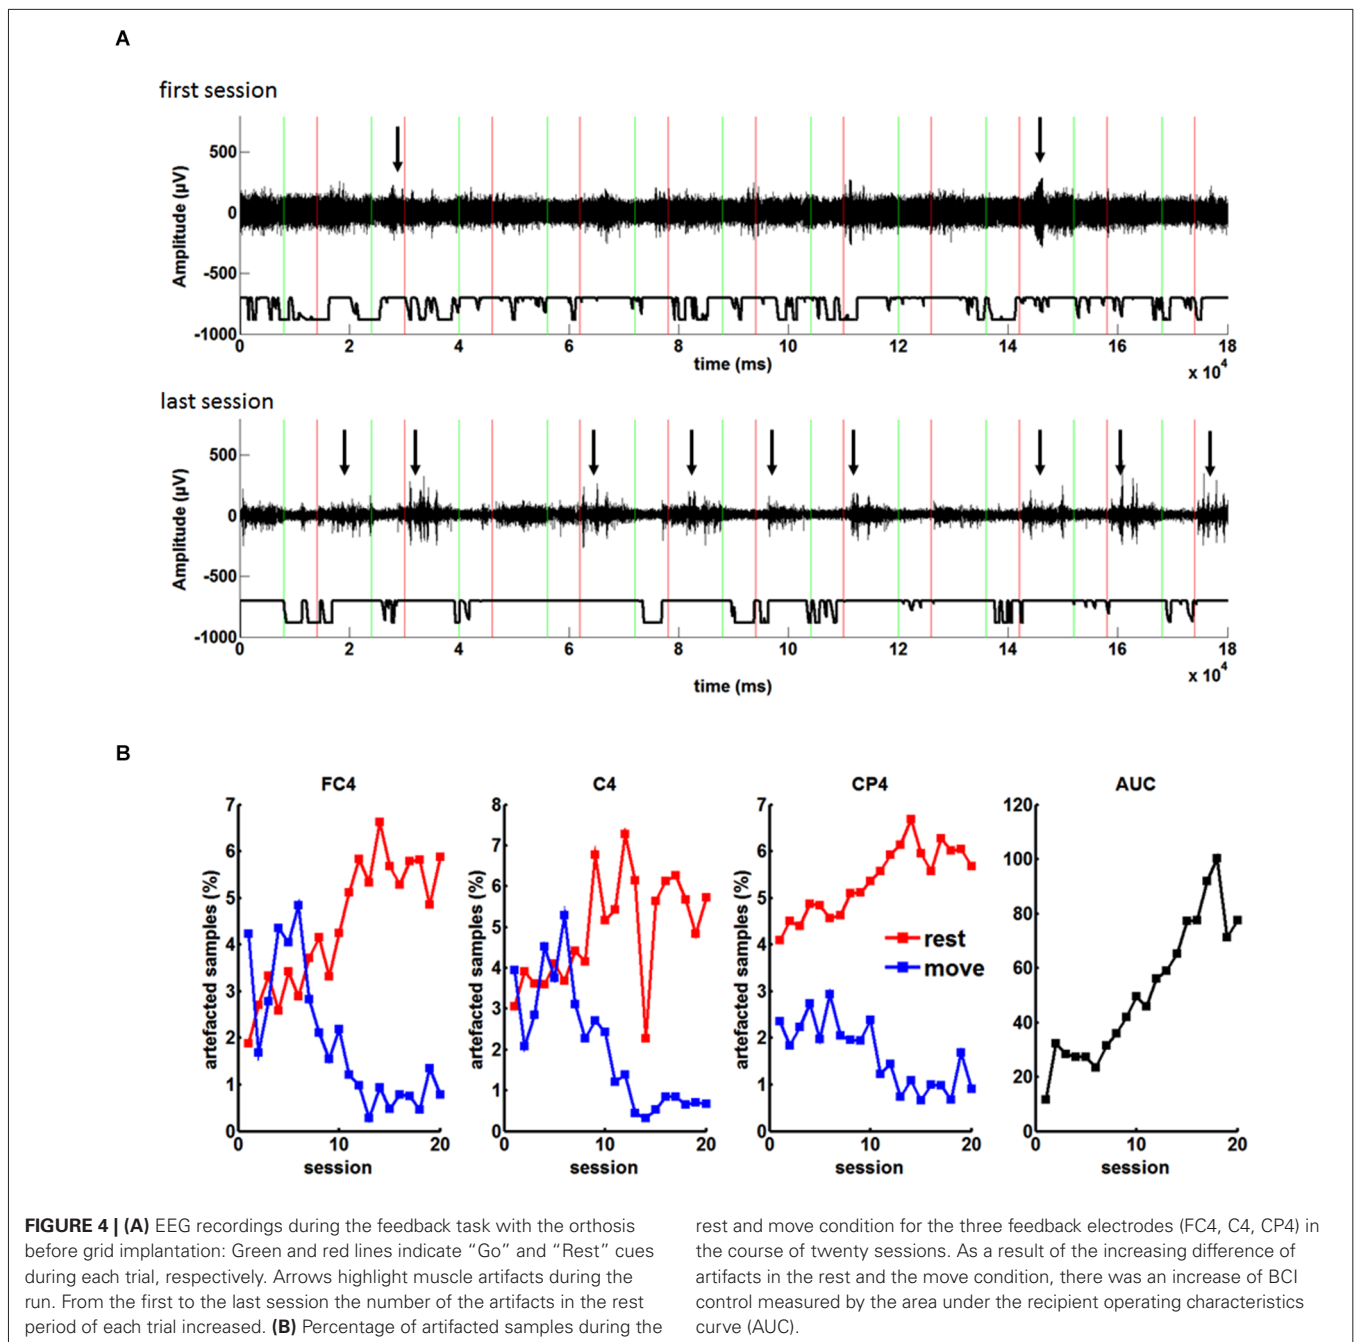 A
first session
500
0
-500
-1000
Amplitude (µV)
0 2 4 6 8 10 12 14 16 18
time (ms)
x 10⁴
last session
500
0
-500
-1000
Amplitude (µV)
0 2 4 6 8 10 12 14 16 18
time (ms)
x 10⁴
B
FC4
7
6
5
4
3
2
1
0
artefacted samples (%)
0 10 20
session
C4
8
7
6
5
4
3
2
1
0
artefacted samples (%)
0 10 20
session
CP4
7
6
5
4
3
2
1
0
artefacted samples (%)
rest
move
0 10 20
session
AUC
120
100
80
60
40
20
0
0 10 20
session
FIGURE 4 | (A) EEG recordings during the feedback task with the orthosis
before grid implantation: Green and red lines indicate “Go” and “Rest” cues
during each trial, respectively. Arrows highlight muscle artifacts during the
run. From the first to the last session the number of the artifacts in the rest
period of each trial increased. (B) Percentage of artifacted samples during the
rest and move condition for the three feedback electrodes (FC4, C4, CP4) in
the course of twenty sessions. As a result of the increasing difference of
artifacts in the rest and the move condition, there was an increase of BCI
control measured by the area under the recipient operating characteristics
curve (AUC).